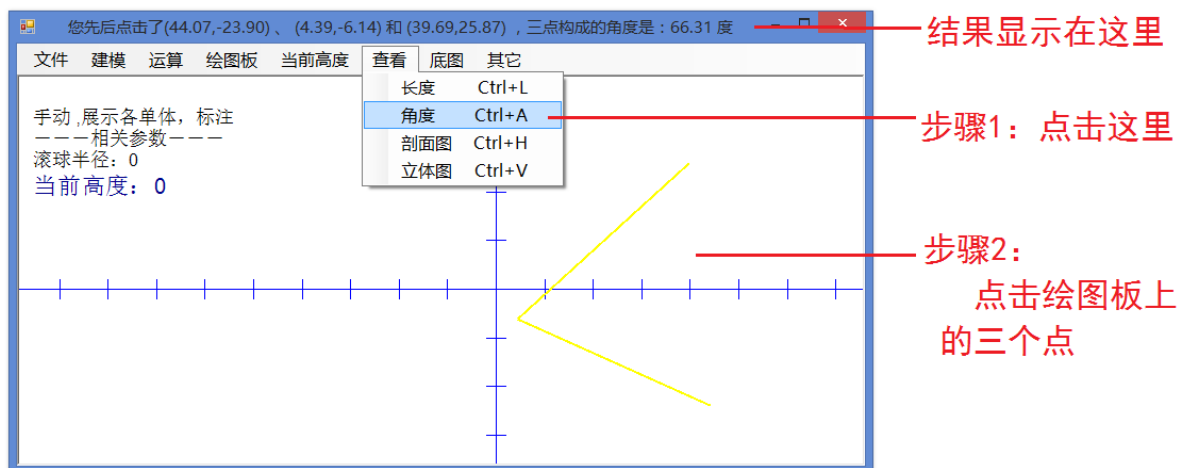 您先后点击了(44.07,-23.90) 、 (4.39,-6.14) 和 (39.69,25.87) ，三点构成的角度是：66.31 度
结果显示在这里
文件 建模 运算 绘图板 当前高度 查看 底图 其它
长度 Ctrl+L
角度 Ctrl+A
剖面图 Ctrl+H
立体图 Ctrl+V
步骤1：点击这里
手动 ,展示各单体，标注
－－－相关参数－－－
滚球半径：0
当前高度：0
步骤2：
点击绘图板上
的三个点